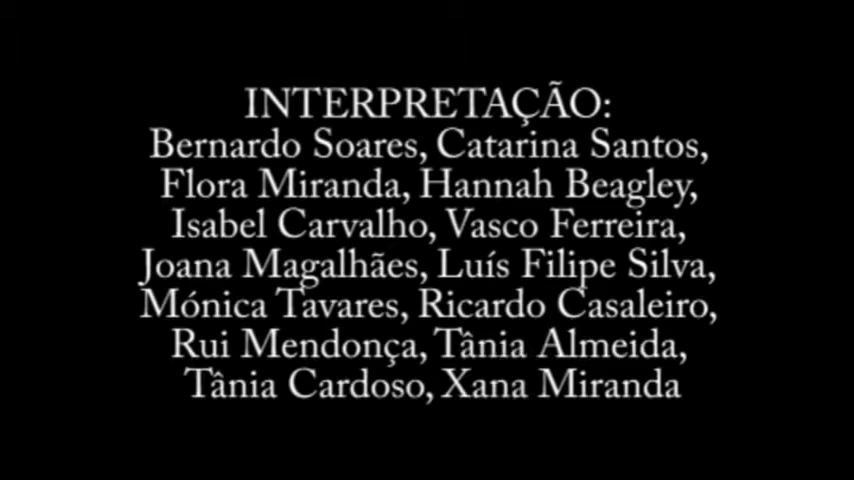 INTERPRETAÇÃO:
Bernardo Soares, Catarina Santos,
Flora Miranda, Hannah Beagley,
Isabel Carvalho, Vasco Ferreira,
Joana Magalhães, Luís Filipe Silva,
Mónica Tavares, Ricardo Casaleiro,
Rui Mendonça, Tânia Almeida,
Tânia Cardoso, Xana Miranda